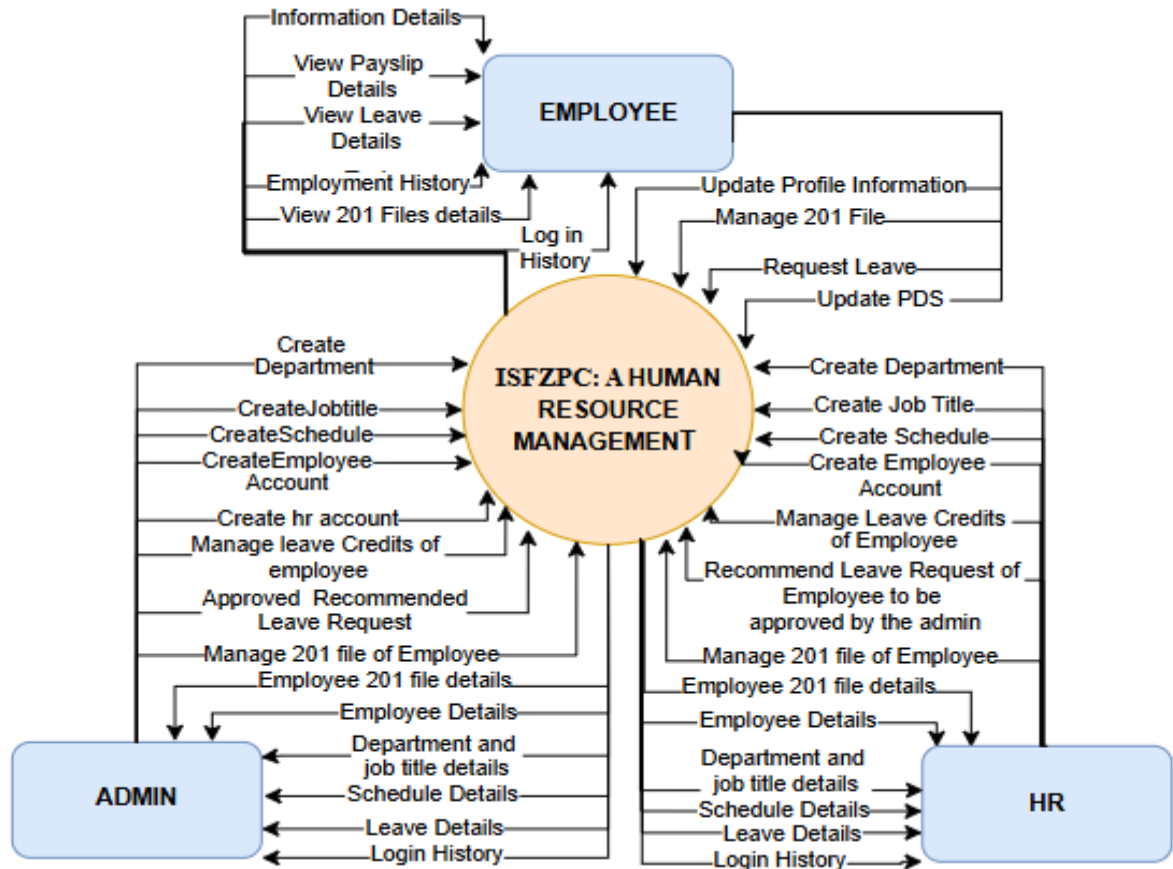 Information Details
View Payslip
Details
View Leave
Details
Employment History
View 201 Files details
EMPLOYEE
Log in
History
Update Profile Information
Manage 201 File
Request Leave
Update PDS
ISFZPC: A HUMAN
RESOURCE
MANAGEMENT
Create
Department
CreateJobtitle
CreateSchedule
CreateEmployee
Account
Create hr account
Manage leave Credits of
employee
Approved Recommended
Leave Request
Manage 201 file of Employee
Employee 201 file details
Employee Details
Department and
job title details
Schedule Details
Leave Details
Login History
ADMIN
Create Department
Create Job Title
Create Schedule
Create Employee
Account
Manage Leave Credits
of Employee
Recommend Leave Request of
Employee to be
approved by the admin
Manage 201 file of Employee
Employee 201 file details
Employee Details
Department and
job title details
Schedule Details
Leave Details
Login History
HR